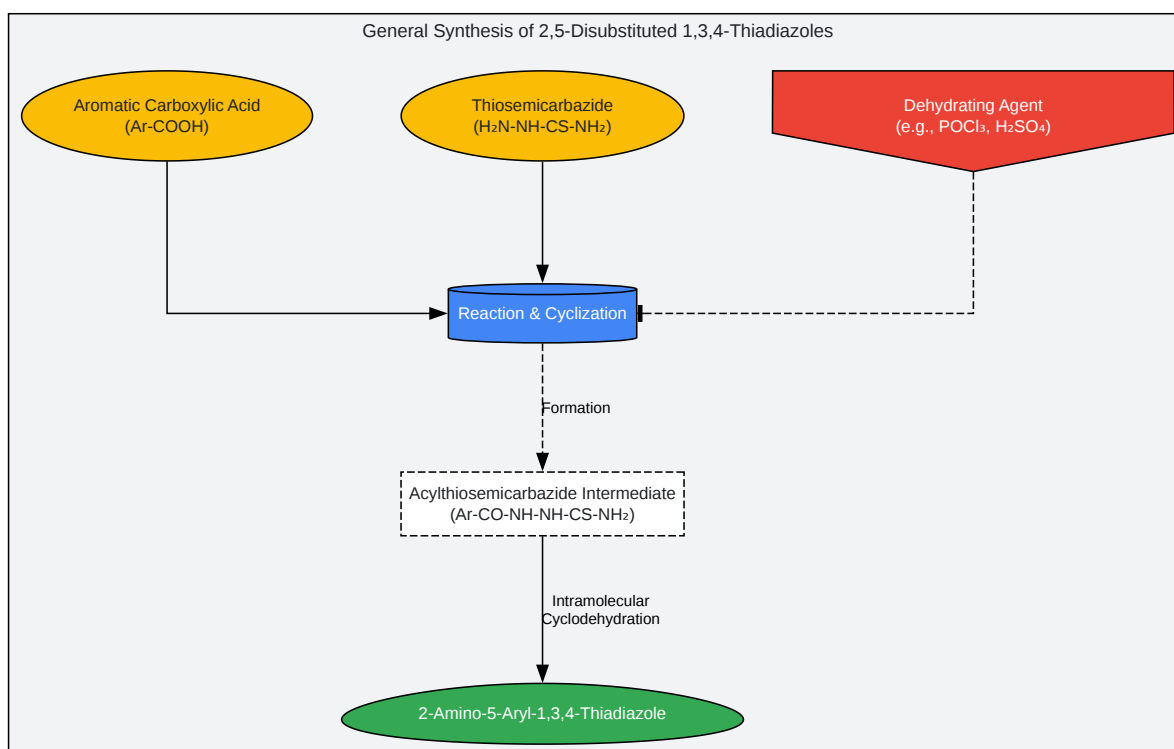 General Synthesis of 2,5-Disubstituted 1,3,4-Thiadiazoles
Aromatic Carboxylic Acid
(Ar-COOH)
Thiosemicarbazide
(H₂N-NH-CS-NH₂)
Dehydrating Agent
(e.g., POCl₃, H₂SO₄)
Reaction & Cyclization
Formation
Acylthiosemicarbazide Intermediate
(Ar-CO-NH-NH-CS-NH₂)
Intramolecular
Cyclodehydration
2-Amino-5-Aryl-1,3,4-Thiadiazole